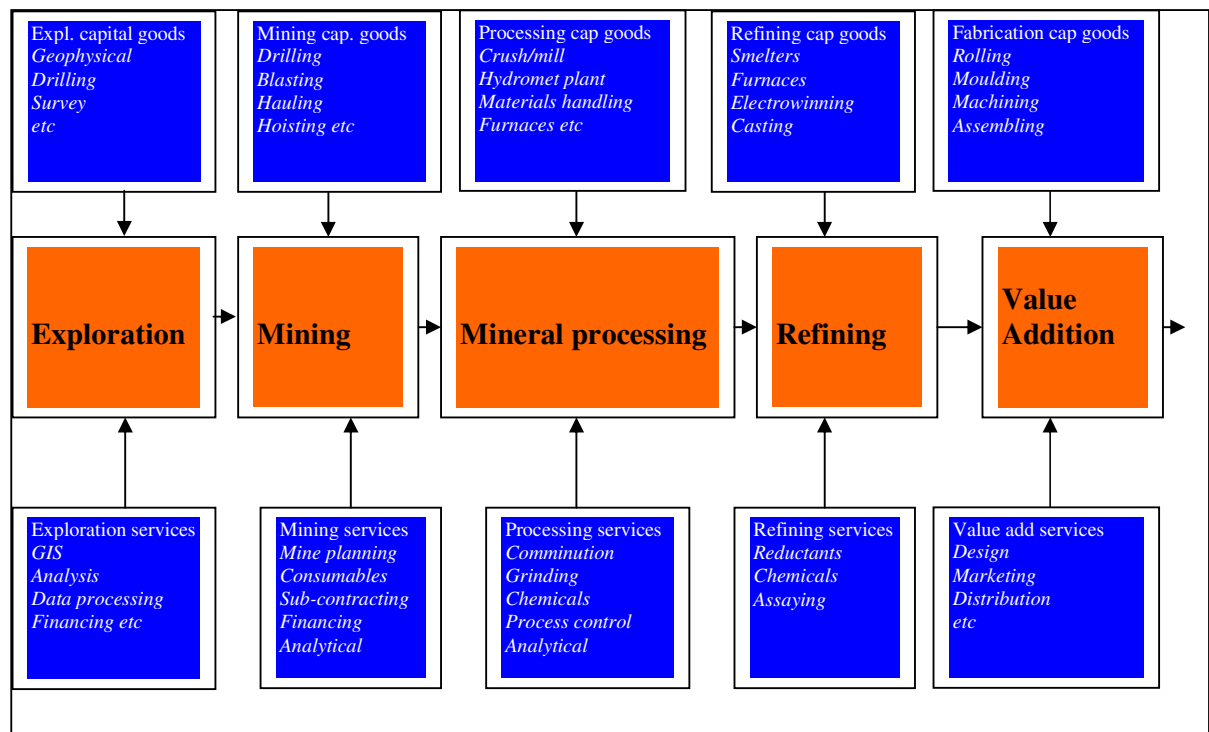 Expl. capital goods
Geophysical
Drilling
Survey
etc
Mining cap. goods
Drilling
Blasting
Hauling
Hoisting etc
Processing cap goods
Crush/mill
Hydromet plant
Materials handling
Furnaces etc
Refining cap goods
Smelters
Furnaces
Electrowinning
Casting
Fabrication cap goods
Rolling
Moulding
Machining
Assembling
Exploration
Mining
Mineral processing
Refining
Value
Addition
Exploration services
GIS
Analysis
Data processing
Financing etc
Mining services
Mine planning
Consumables
Sub-contracting
Financing
Analytical
Processing services
Comminution
Grinding
Chemicals
Process control
Analytical
Refining services
Reductants
Chemicals
Assaying
Value add services
Design
Marketing
Distribution
etc